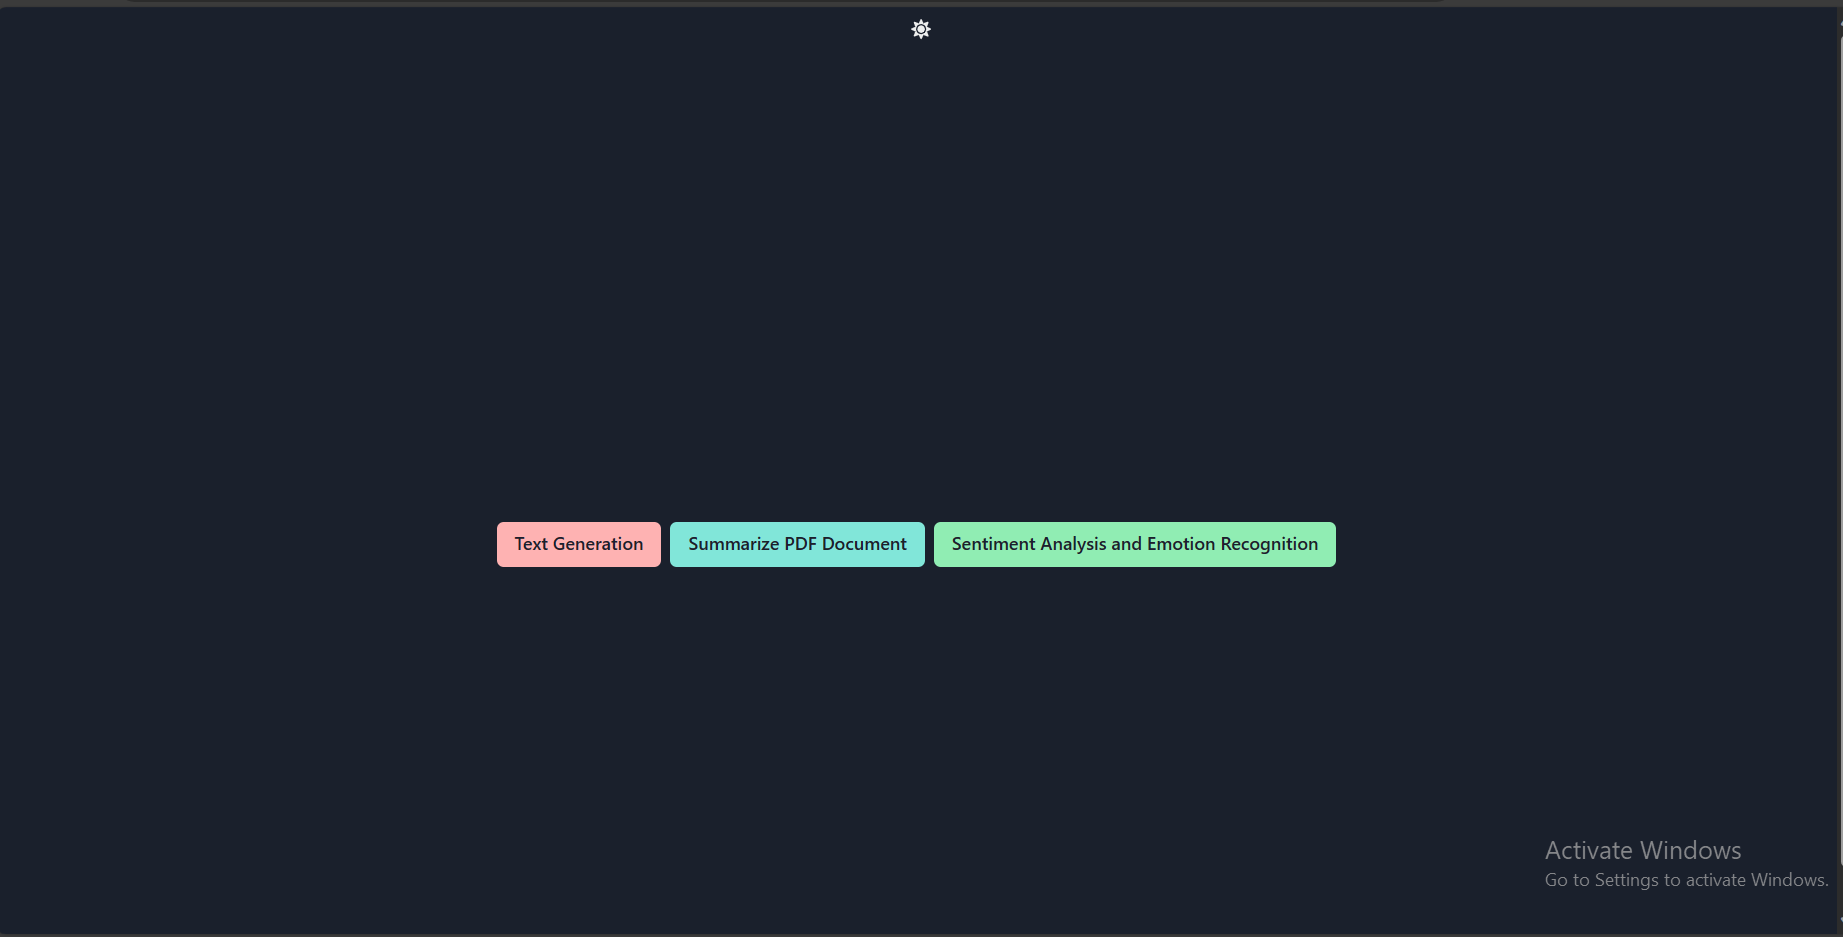 Text Generation
Summarize PDF Document
Sentiment Analysis and Emotion Recognition
Activate Windows
Go to Settings to activate Windows.